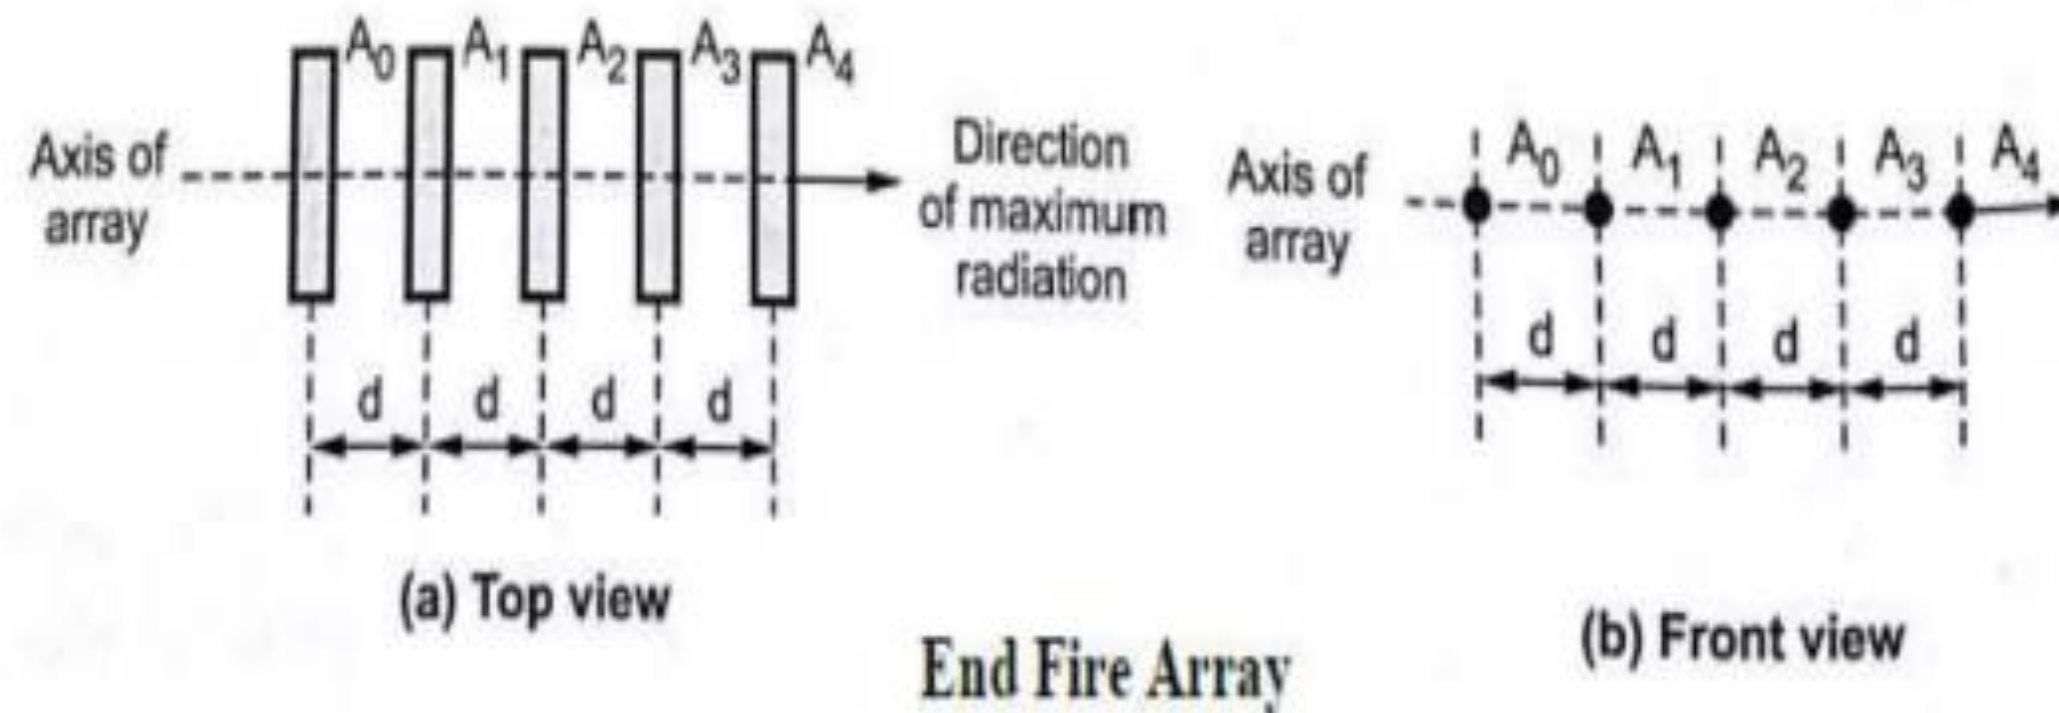 A₀ A₁ A₂ A₃ A₄
Axis of
array
Direction
of maximum
radiation
d d d d
(a) Top view
Axis of
array
A₀ A₁ A₂ A₃ A₄
d d d d
(b) Front view
End Fire Array